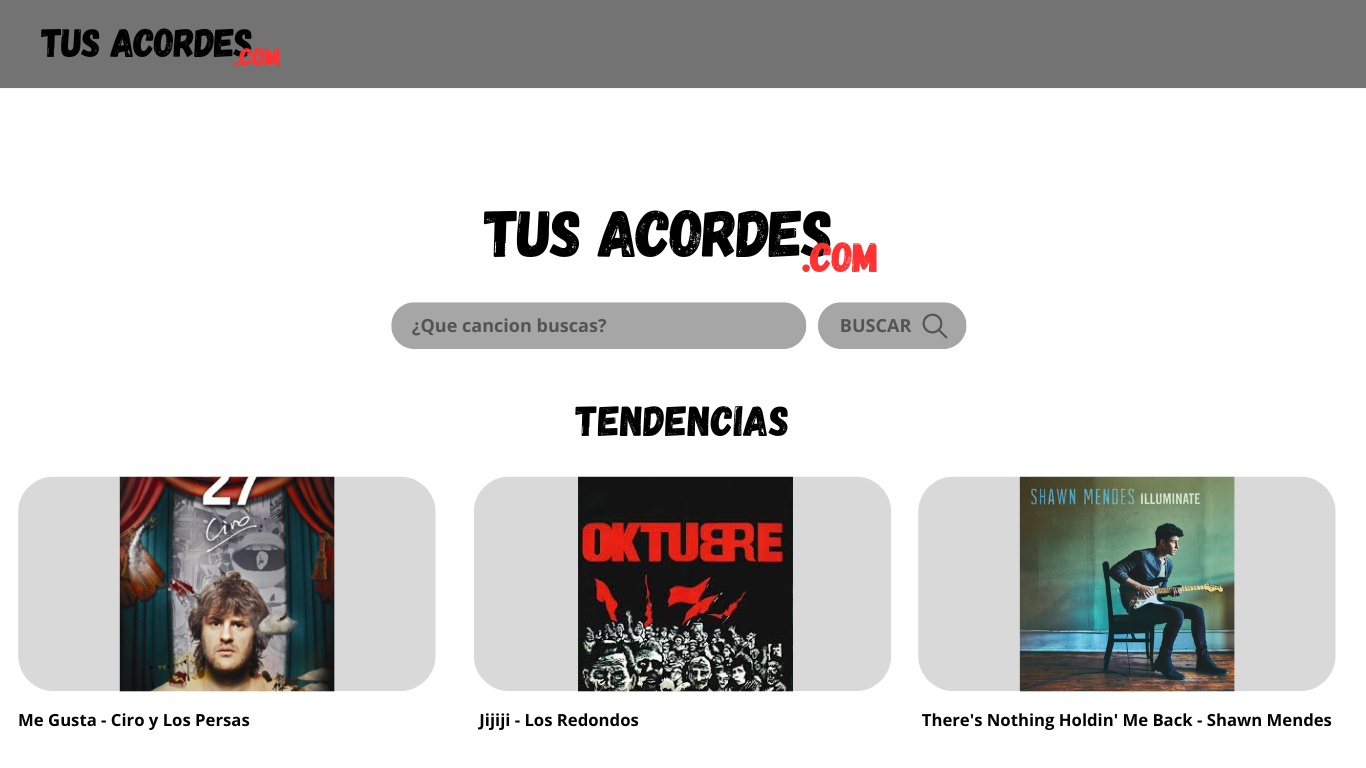 TUS ACORDES
.COM
TUS ACORDES
.COM
¿Que cancion buscas?
BUSCAR
TENDENCIAS
27
Ciro
OKTUBRE
SHAWN MENDES ILLUMINATE
Me Gusta - Ciro y Los Persas
Jijiji - Los Redondos
There's Nothing Holdin' Me Back - Shawn Mendes